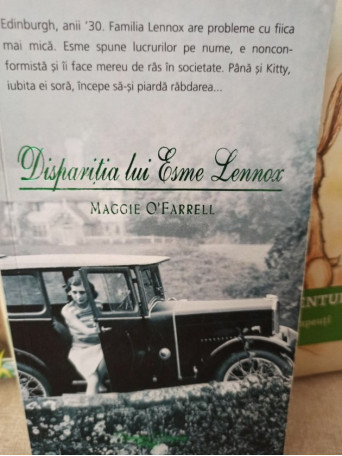 Edinburgh, anii '30. Familia Lennox are probleme cu fiica
mai mică. Esme spune lucrurilor pe nume, e noncon-
formistă și îi face mereu de râs în societate. Până și Kitty,
iubita ei soră, începe să-și piardă răbdarea...
Dispariția lui Esme Lennox
MAGGIE O'FARRELL